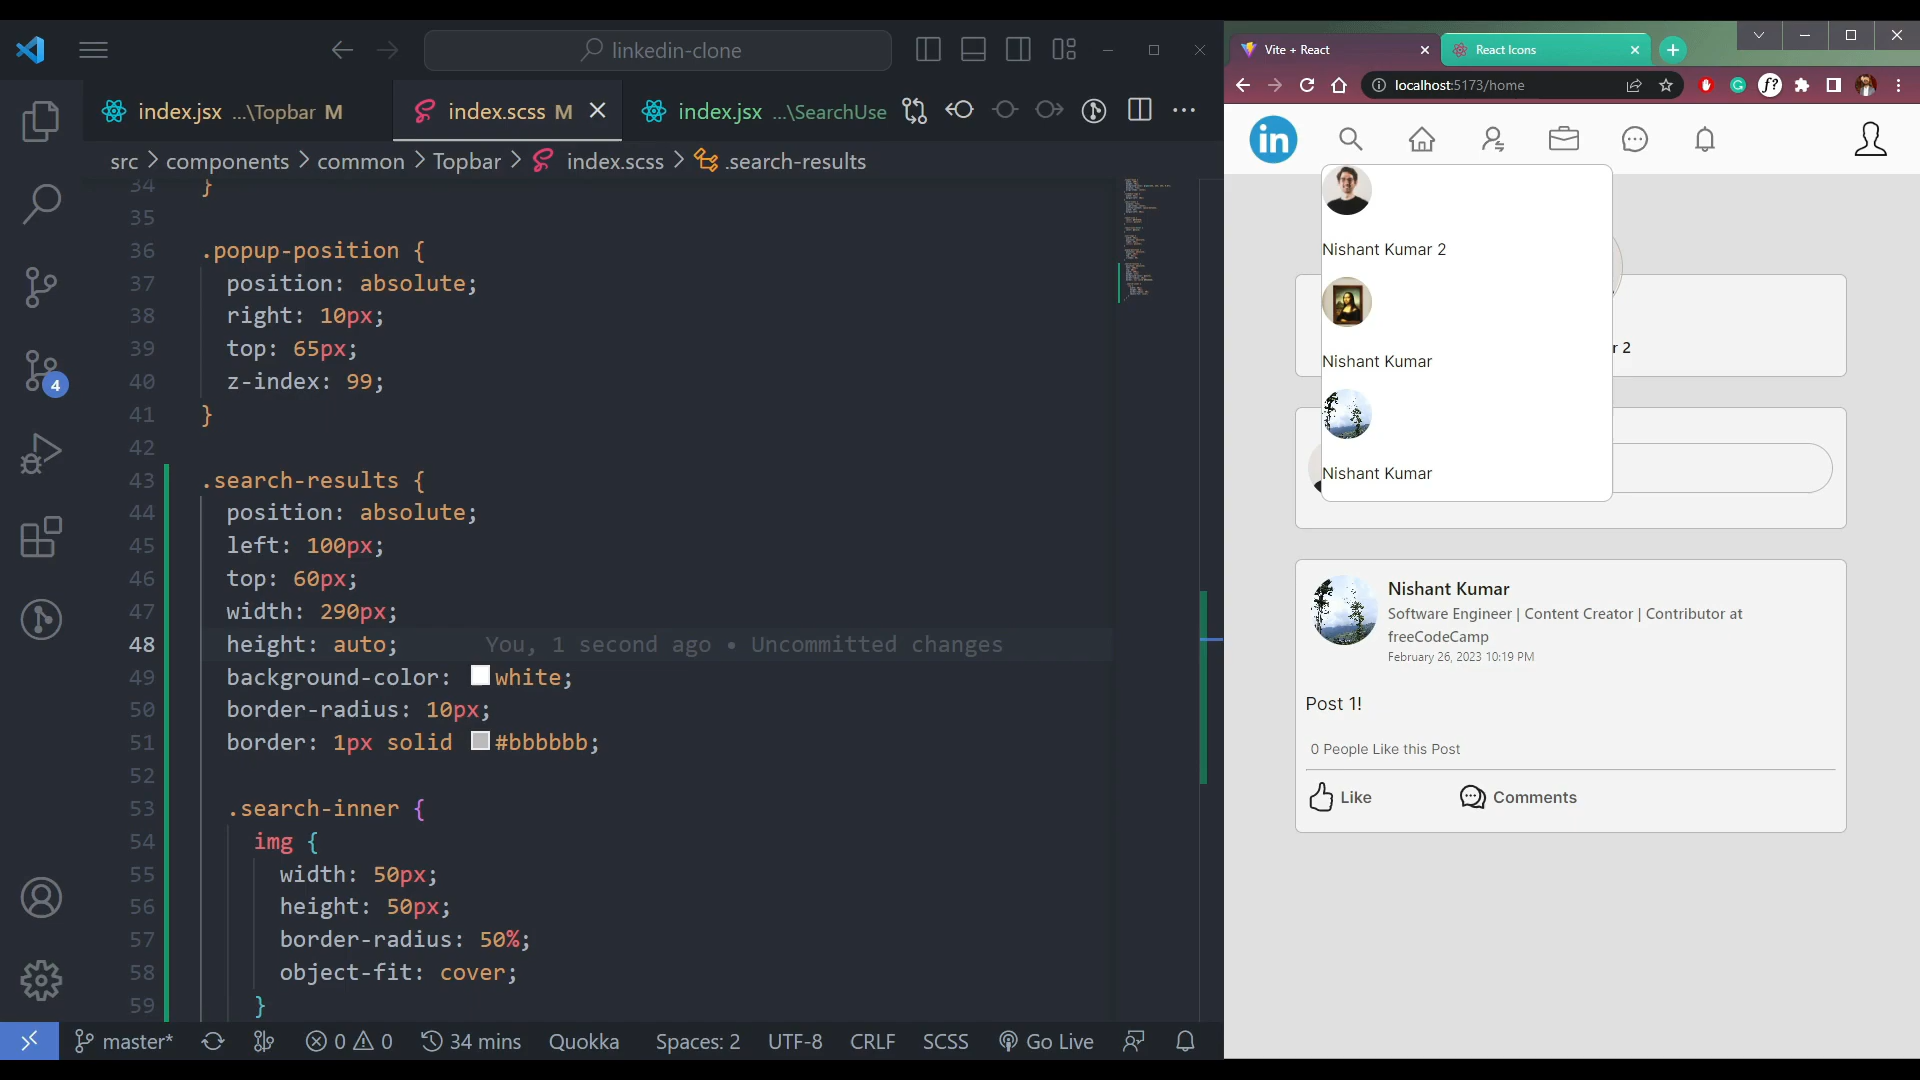 linkedin-clone
index.jsx ...\Topbar M
index.scss M
index.jsx ...\SearchUse
src > components > common > Topbar > index.scss > .search-results
34 }
35
36 .popup-position {
37 position: absolute;
38 right: 10px;
39 top: 65px;
40 z-index: 99;
41 }
42
43 .search-results {
44 position: absolute;
45 left: 100px;
46 top: 60px;
47 width: 290px;
48 height: auto; You, 1 second ago • Uncommitted changes
49 background-color: white;
50 border-radius: 10px;
51 border: 1px solid #bbbbbb;
52
53 .search-inner {
54 img {
55 width: 50px;
56 height: 50px;
57 border-radius: 50%;
58 object-fit: cover;
59 }
4
master* 0 0 34 mins Quokka Spaces: 2 UTF-8 CRLF SCSS Go Live
Vite + React
React Icons
localhost:5173/home
f?
in
Nishant Kumar 2
Nishant Kumar
Nishant Kumar
r 2
Nishant Kumar
Software Engineer | Content Creator | Contributor at
freeCodeCamp
February 26, 2023 10:19 PM
Post 1!
0 People Like this Post
Like
Comments